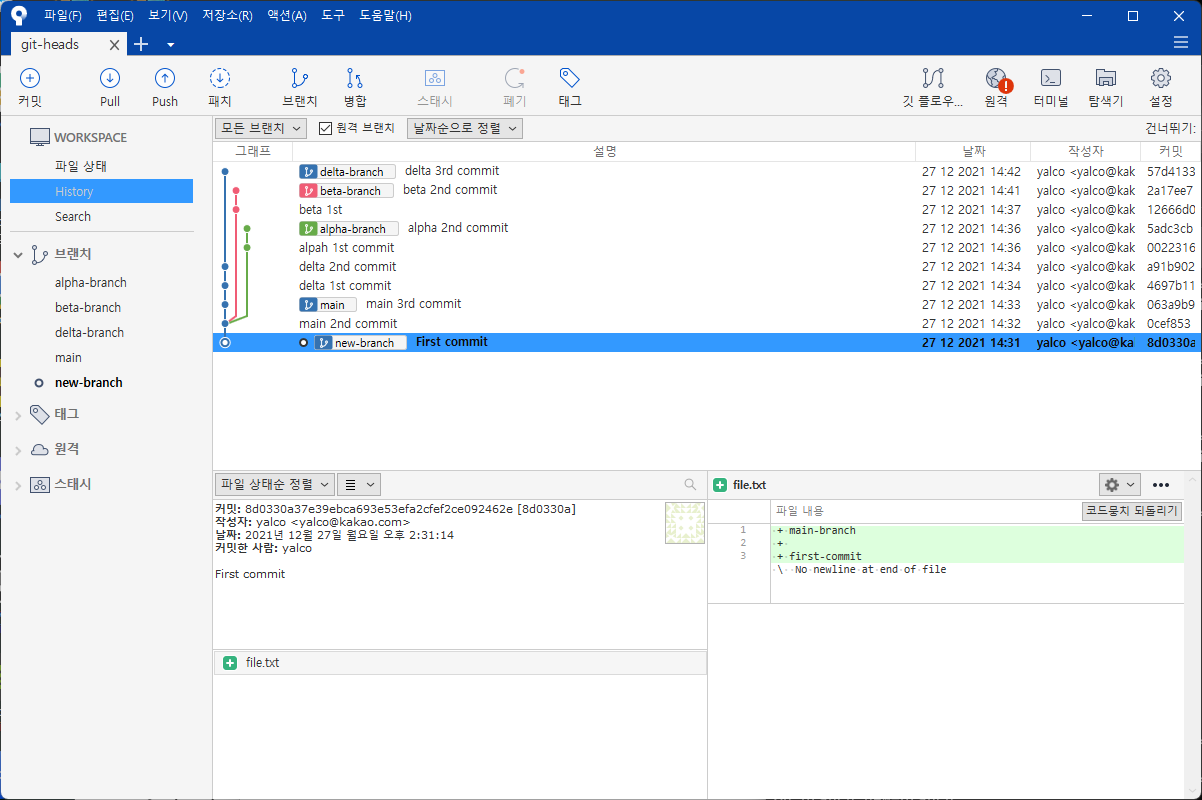 파일(F) 편집(E) 보기(V) 저장소(R) 액션(A) 도구 도움말(H)
git-heads
커밋 Pull Push 패치 브랜치 병합 스태시 폐기 태그 깃 플로우... 원격 터미널 탐색기 설정
WORKSPACE
파일 상태
History
Search
브랜치
alpha-branch
beta-branch
delta-branch
main
new-branch
태그
원격
스태시
모든 브랜치 원격 브랜치 날짜순으로 정렬 건너뛰기:
그래프 설명 날짜 작성자 커밋
delta-branch delta 3rd commit 27 12 2021 14:42 yalco <yalco@kak 57d4133
beta-branch beta 2nd commit 27 12 2021 14:41 yalco <yalco@kak 2a17ee7
beta 1st 27 12 2021 14:37 yalco <yalco@kak 12666d0
alpha-branch alpha 2nd commit 27 12 2021 14:36 yalco <yalco@kak 5adc3cb
alpah 1st commit 27 12 2021 14:36 yalco <yalco@kak 0022316
delta 2nd commit 27 12 2021 14:34 yalco <yalco@kak a91b902
delta 1st commit 27 12 2021 14:34 yalco <yalco@kak 4697b11
main main 3rd commit 27 12 2021 14:33 yalco <yalco@kak 063a9b9
main 2nd commit 27 12 2021 14:32 yalco <yalco@kak 0cef853
new-branch First commit 27 12 2021 14:31 yalco <yalco@ka 8d0330a
파일 상태순 정렬
커밋: 8d0330a37e39ebca693e53efa2cfef2ce092462e [8d0330a]
작성자: yalco <yalco@kakao.com>
날짜: 2021년 12월 27일 월요일 오후 2:31:14
커밋한 사람: yalco
First commit
file.txt
file.txt
파일 내용 코드뭉치 되돌리기
1 + main-branch
2 +
3 + first-commit
\ No newline at end of file